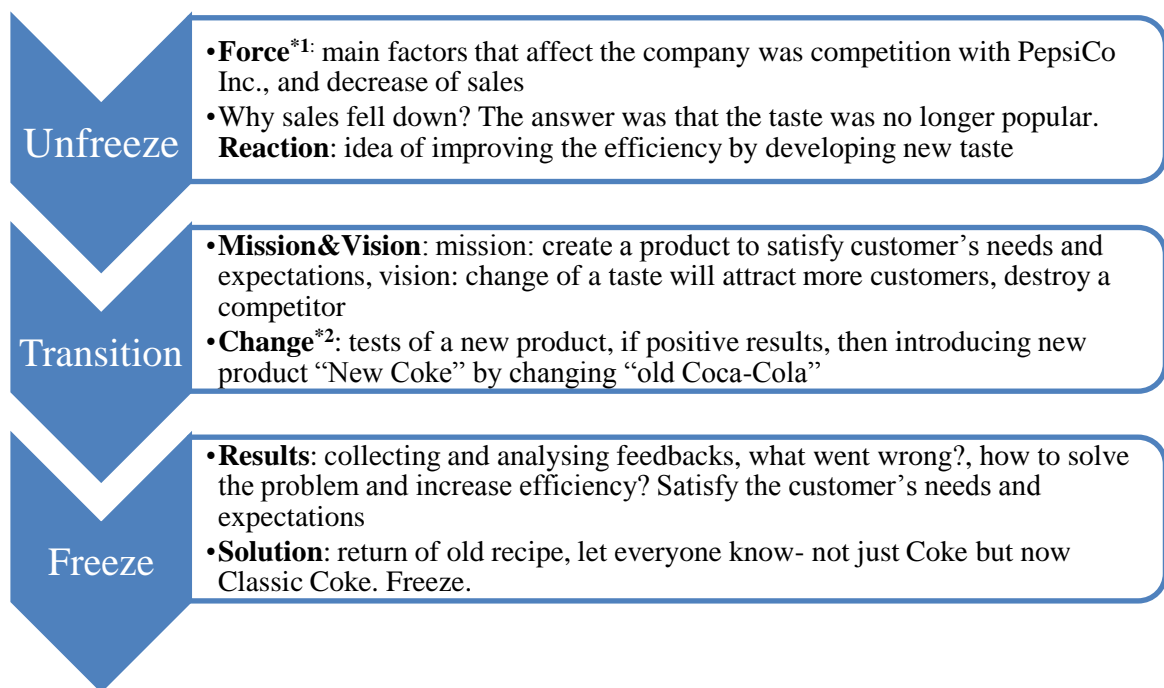 Unfreeze
•Force*1: main factors that affect the company was competition with PepsiCo
Inc., and decrease of sales
•Why sales fell down? The answer was that the taste was no longer popular.
Reaction: idea of improving the efficiency by developing new taste
Transition
•Mission&Vision: mission: create a product to satisfy customer’s needs and
expectations, vision: change of a taste will attract more customers, destroy a
competitor
•Change*2: tests of a new product, if positive results, then introducing new
product “New Coke” by changing “old Coca-Cola”
Freeze
•Results: collecting and analysing feedbacks, what went wrong?, how to solve
the problem and increase efficiency? Satisfy the customer’s needs and
expectations
•Solution: return of old recipe, let everyone know- not just Coke but now
Classic Coke. Freeze.